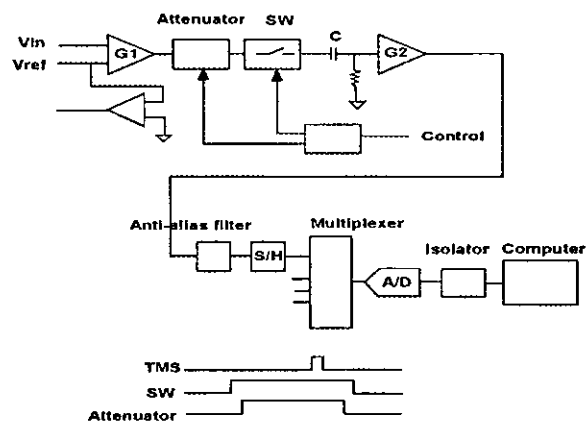 Attenuator SW
C
Vin
G1
G2
Vref
Control
Anti-alias filter
Multiplexer
Isolator Computer
S/H
A/D
TMS
SW
Attenuator